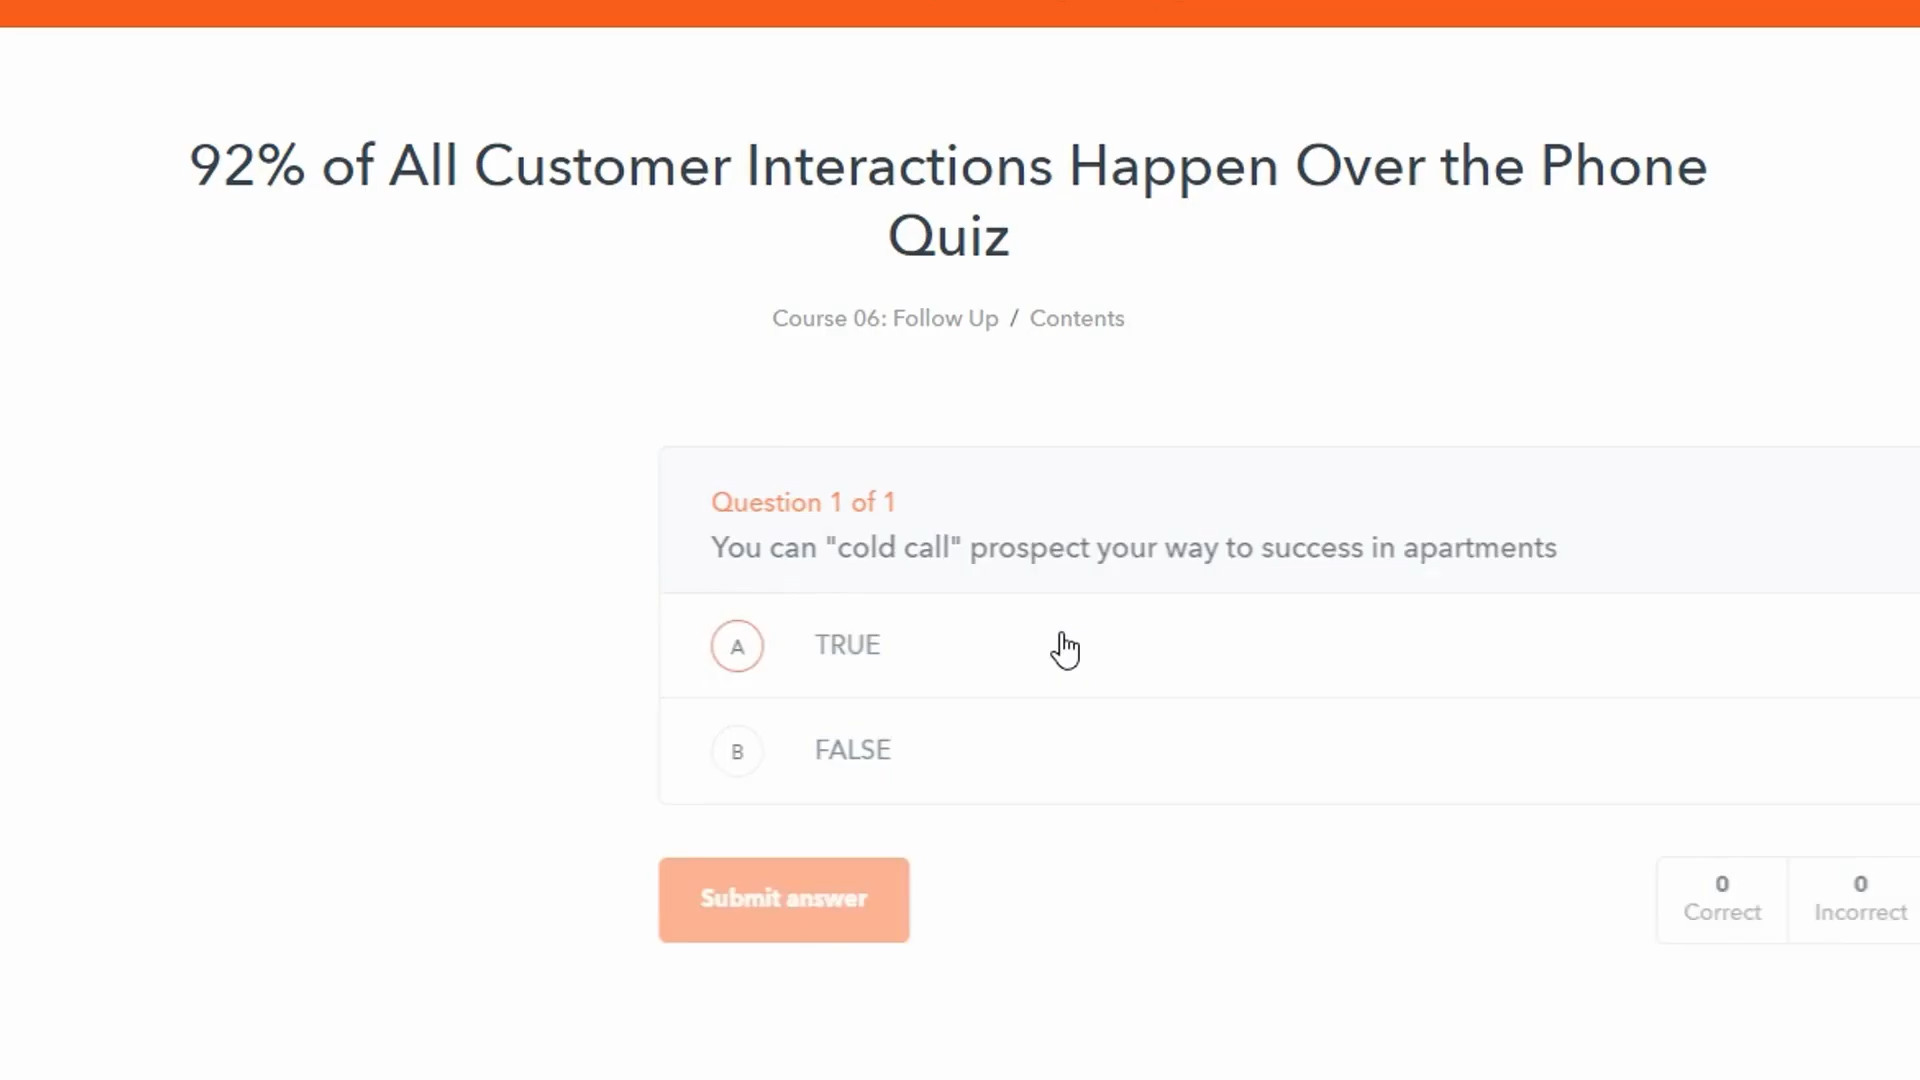 92% of All Customer Interactions Happen Over the Phone
Quiz
Course 06: Follow Up / Contents
Question 1 of 1
You can "cold call" prospect your way to success in apartments
A TRUE
B FALSE
Submit answer
0 0
Correct Incorrect